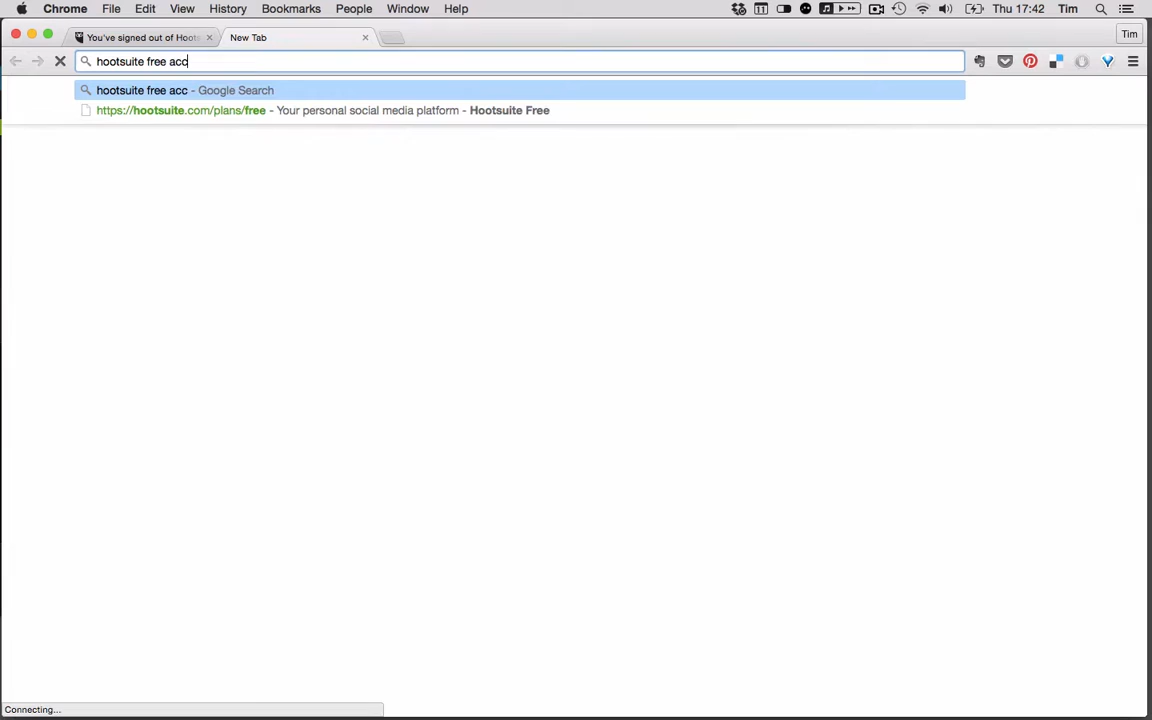 Chrome File Edit View History Bookmarks People Window Help 11 Thu 17:42 Tim
You've signed out of Hoots New Tab Tim
hootsuite free acc
hootsuite free acc - Google Search
https://hootsuite.com/plans/free - Your personal social media platform - Hootsuite Free
Connecting...